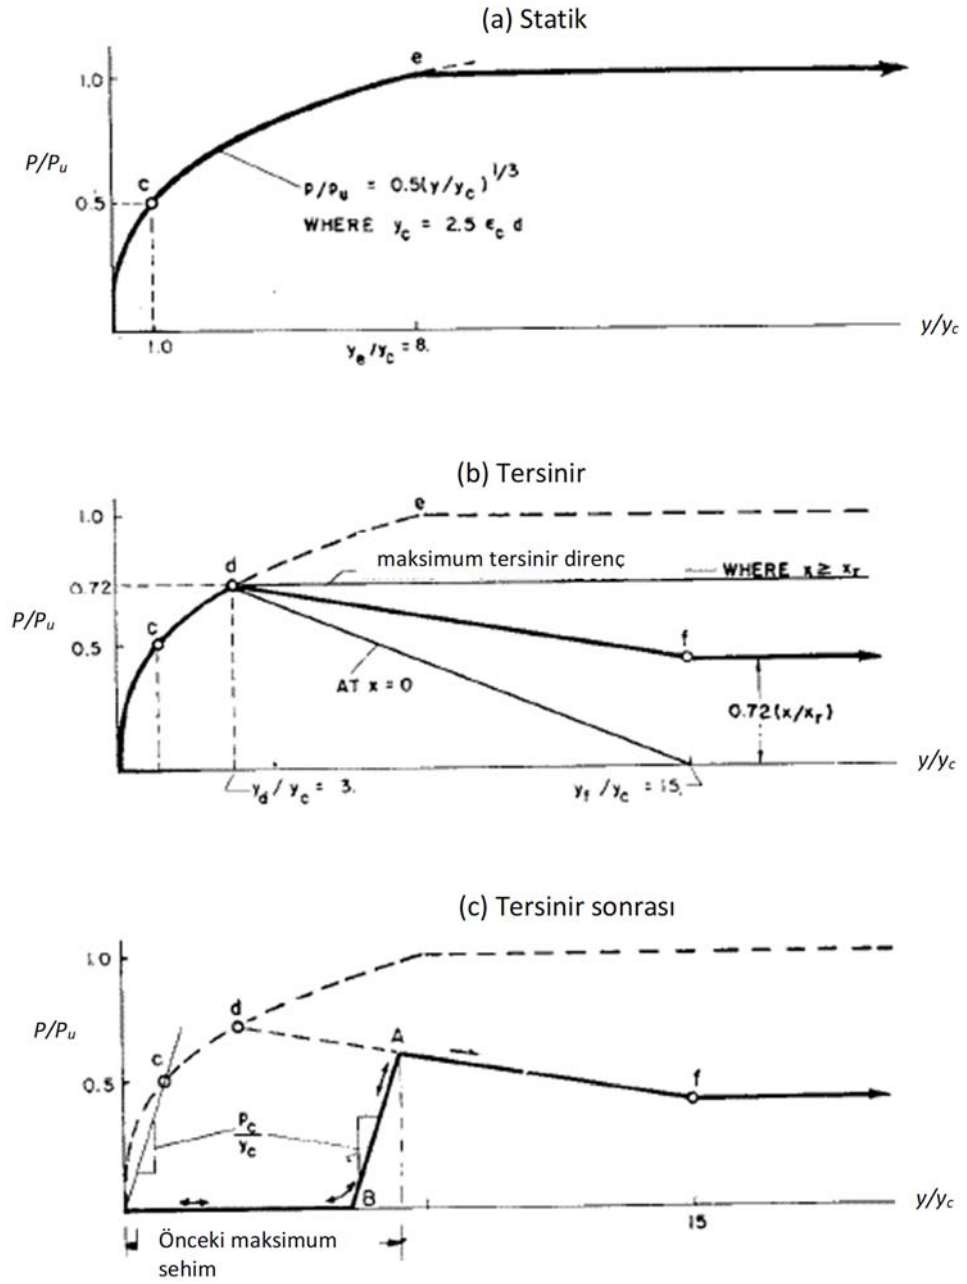 (a) Statik
e
1.0
P/Pu
c
0.5
P/Pu = 0.5(y/yc)^1/3
WHERE yc = 2.5 εc d
y/yc
1.0
ye/yc = 8.
(b) Tersinir
e
1.0
d
maksimum tersinir direnç
WHERE x ≥ xr
0.72
P/Pu
c
f
0.5
AT x = 0
0.72(x/xr)
y/yc
yd / yc = 3.
yf / yc = 15.
(c) Tersinir sonrası
1.0
d
P/Pu
A
c
f
0.5
Pc
yc
B
y/yc
15
Önceki maksimum
sehim